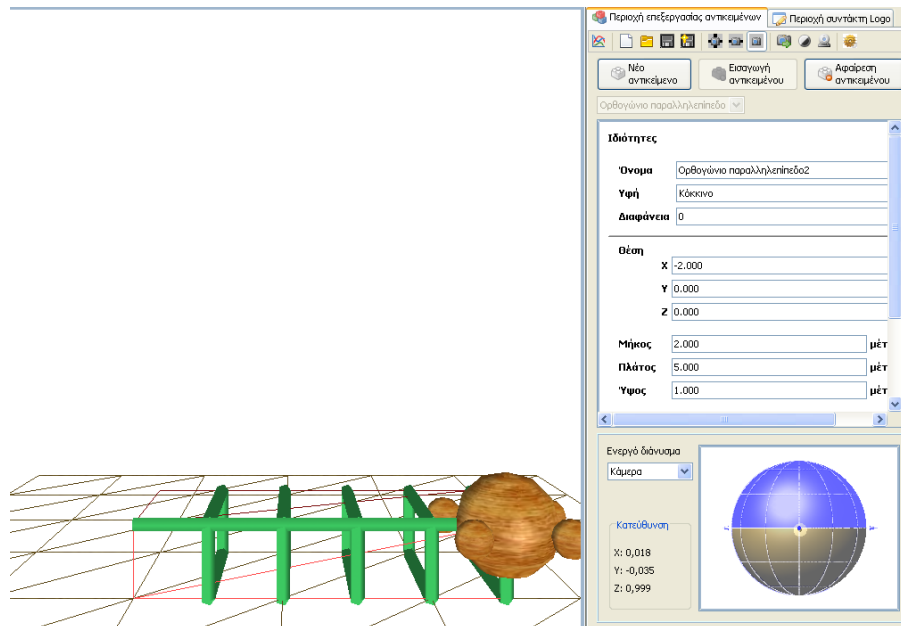 Περιοχή επεξεργασίας αντικειμένων Περιοχή συντάκτη Logo
Νέο αντικείμενο
Εισαγωγή αντικειμένου
Αφαίρεση αντικειμένου
Ορθογώνιο παραλληλεπίπεδο
Ιδιότητες
Όνομα Ορθογώνιο παραλληλεπίπεδο2
Υφή Κόκκινο
Διαφάνεια 0
Θέση
X -2.000
Y 0.000
Z 0.000
Μήκος 2.000 μέτ
Πλάτος 5.000 μέτ
Ύψος 1.000 μέτ
Ενεργό διάνυσμα
Κάμερα
Κατεύθυνση
X: 0,018
Y: -0,035
Z: 0,999